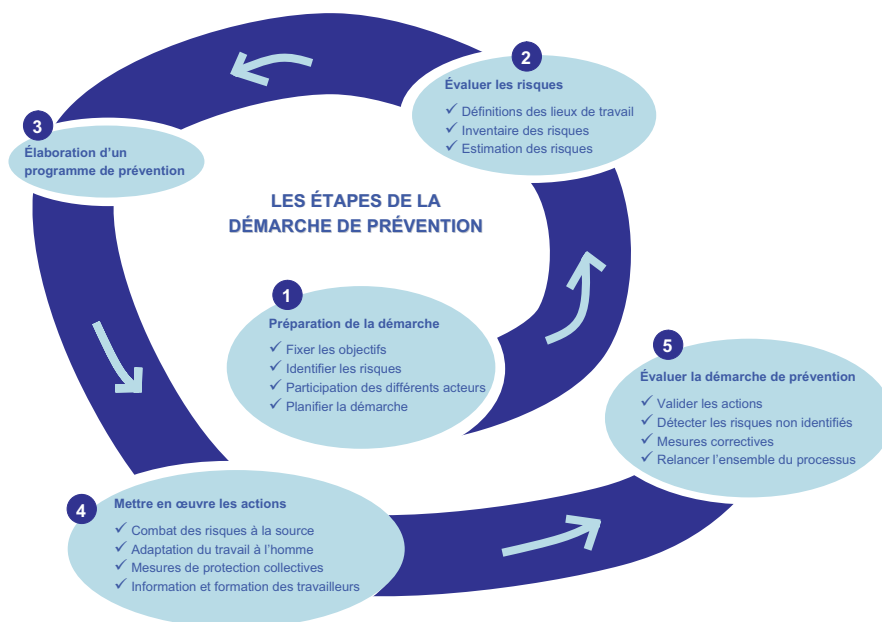 LES ÉTAPES DE LA
DÉMARCHE DE PRÉVENTION
1
Préparation de la démarche
✓ Fixer les objectifs
✓ Identifier les risques
✓ Participation des différents acteurs
✓ Planifier la démarche
2
Évaluer les risques
✓ Définitions des lieux de travail
✓ Inventaire des risques
✓ Estimation des risques
3
Élaboration d’un
programme de prévention
4
Mettre en œuvre les actions
✓ Combat des risques à la source
✓ Adaptation du travail à l’homme
✓ Mesures de protection collectives
✓ Information et formation des travailleurs
5
Évaluer la démarche de prévention
✓ Valider les actions
✓ Détecter les risques non identifiés
✓ Mesures correctives
✓ Relancer l’ensemble du processus